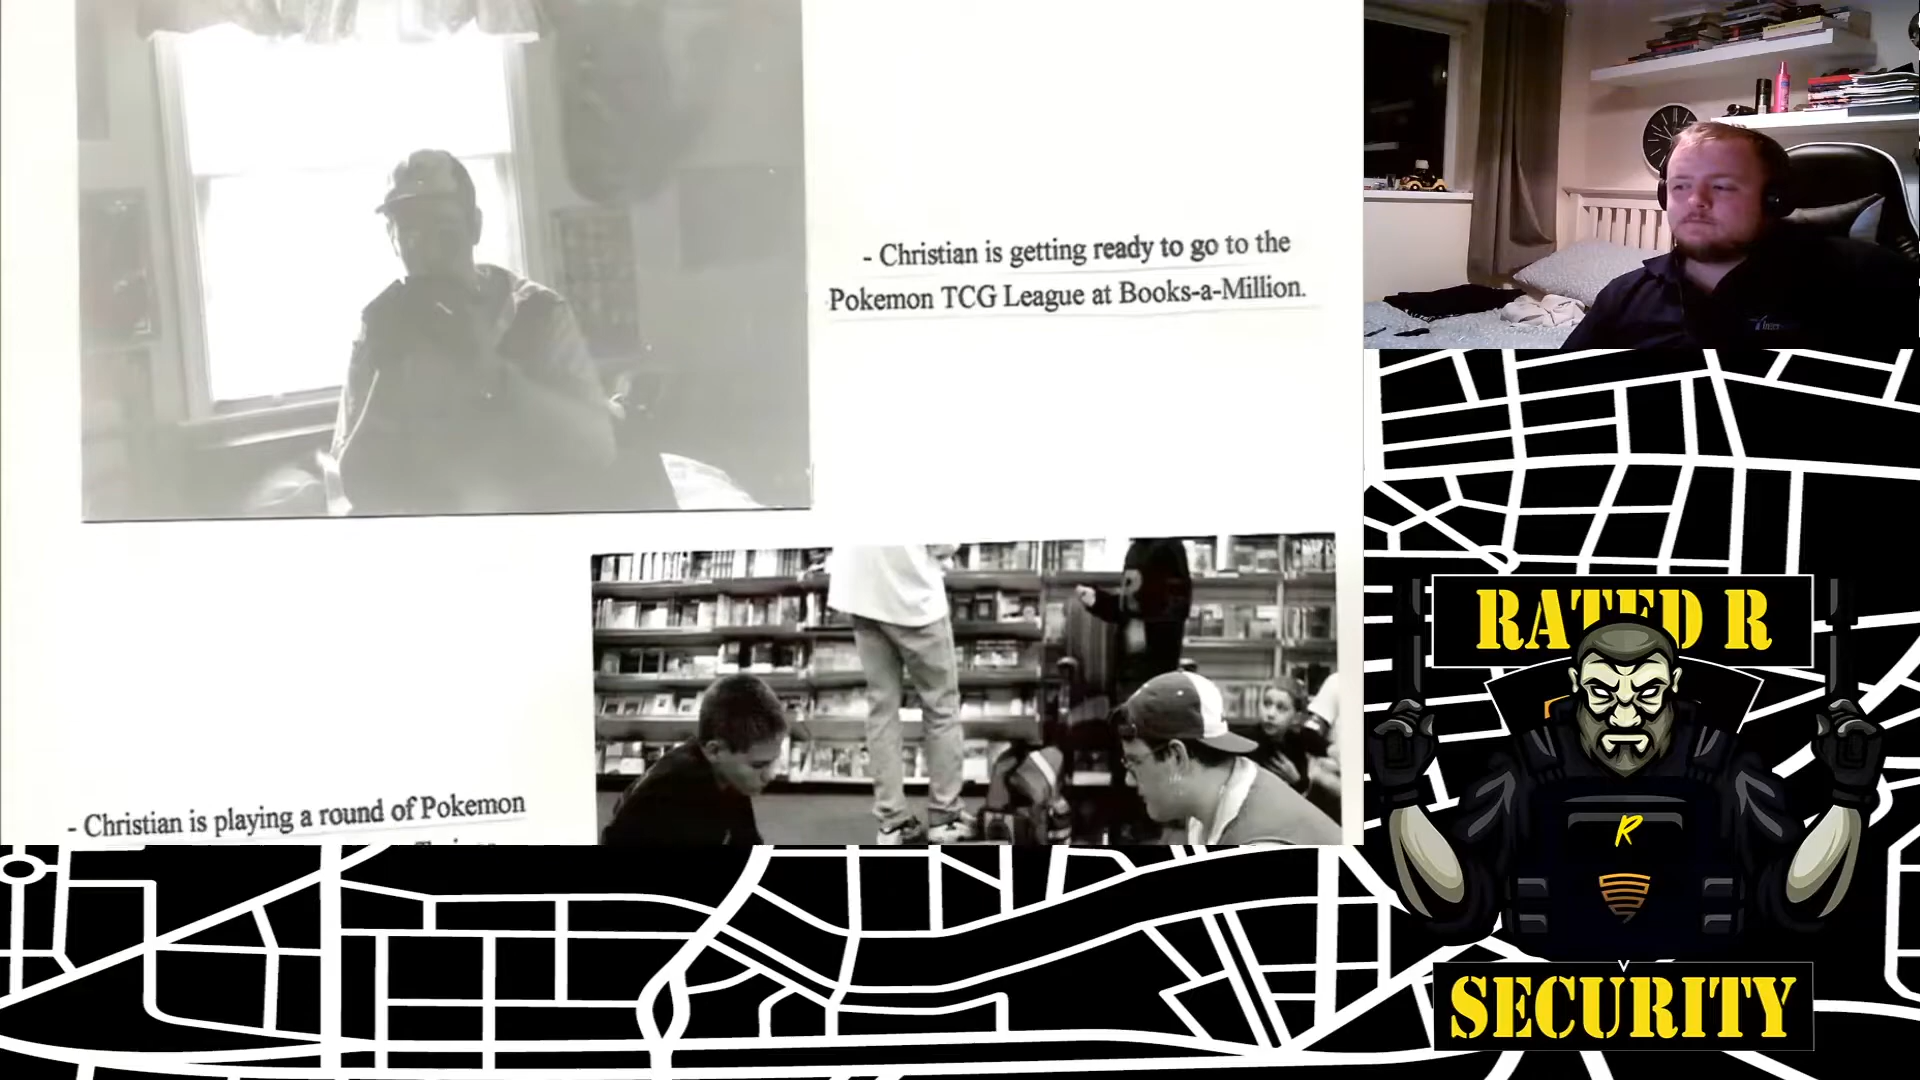 - Christian is getting ready to go to the
Pokemon TCG League at Books-a-Million.
- Christian is playing a round of Pokemon
RATED R
R
SECURITY